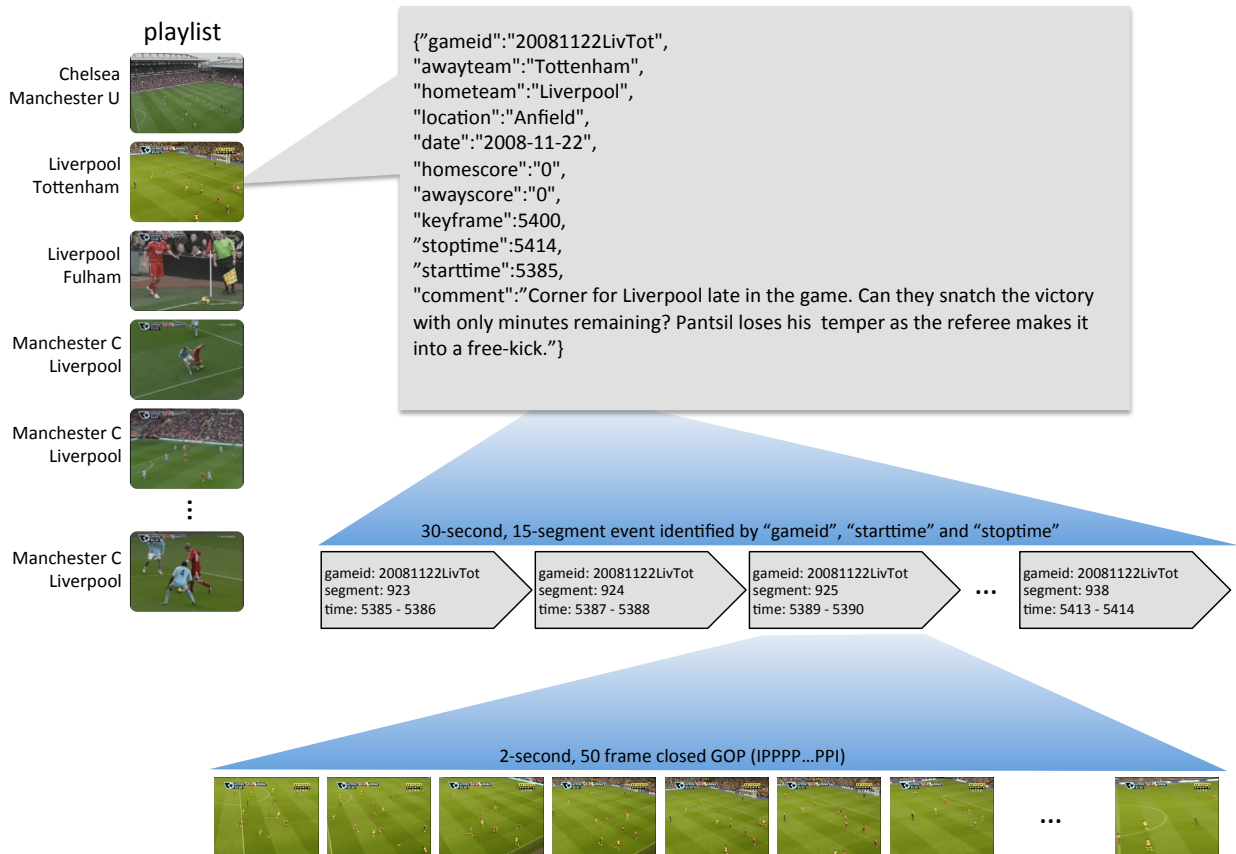 playlist
Chelsea
Manchester U
Liverpool
Tottenham
Liverpool
Fulham
Manchester C
Liverpool
Manchester C
Liverpool
⋮
Manchester C
Liverpool
{”gameid":"20081122LivTot",
"awayteam":"Tottenham",
"hometeam":"Liverpool",
"location":"Anfield",
"date":"2008-11-22",
"homescore":"0",
"awayscore":"0",
"keyframe":5400,
”stoptime":5414,
”starttime":5385,
"comment":”Corner for Liverpool late in the game. Can they snatch the victory
with only minutes remaining? Pantsil loses his temper as the referee makes it
into a free-kick.”}
30-second, 15-segment event identified by “gameid”, “starttime” and “stoptime”
gameid: 20081122LivTot
segment: 923
time: 5385 - 5386
gameid: 20081122LivTot
segment: 924
time: 5387 - 5388
gameid: 20081122LivTot
segment: 925
time: 5389 - 5390
...
gameid: 20081122LivTot
segment: 938
time: 5413 - 5414
2-second, 50 frame closed GOP (IPPPP...PPI)
...